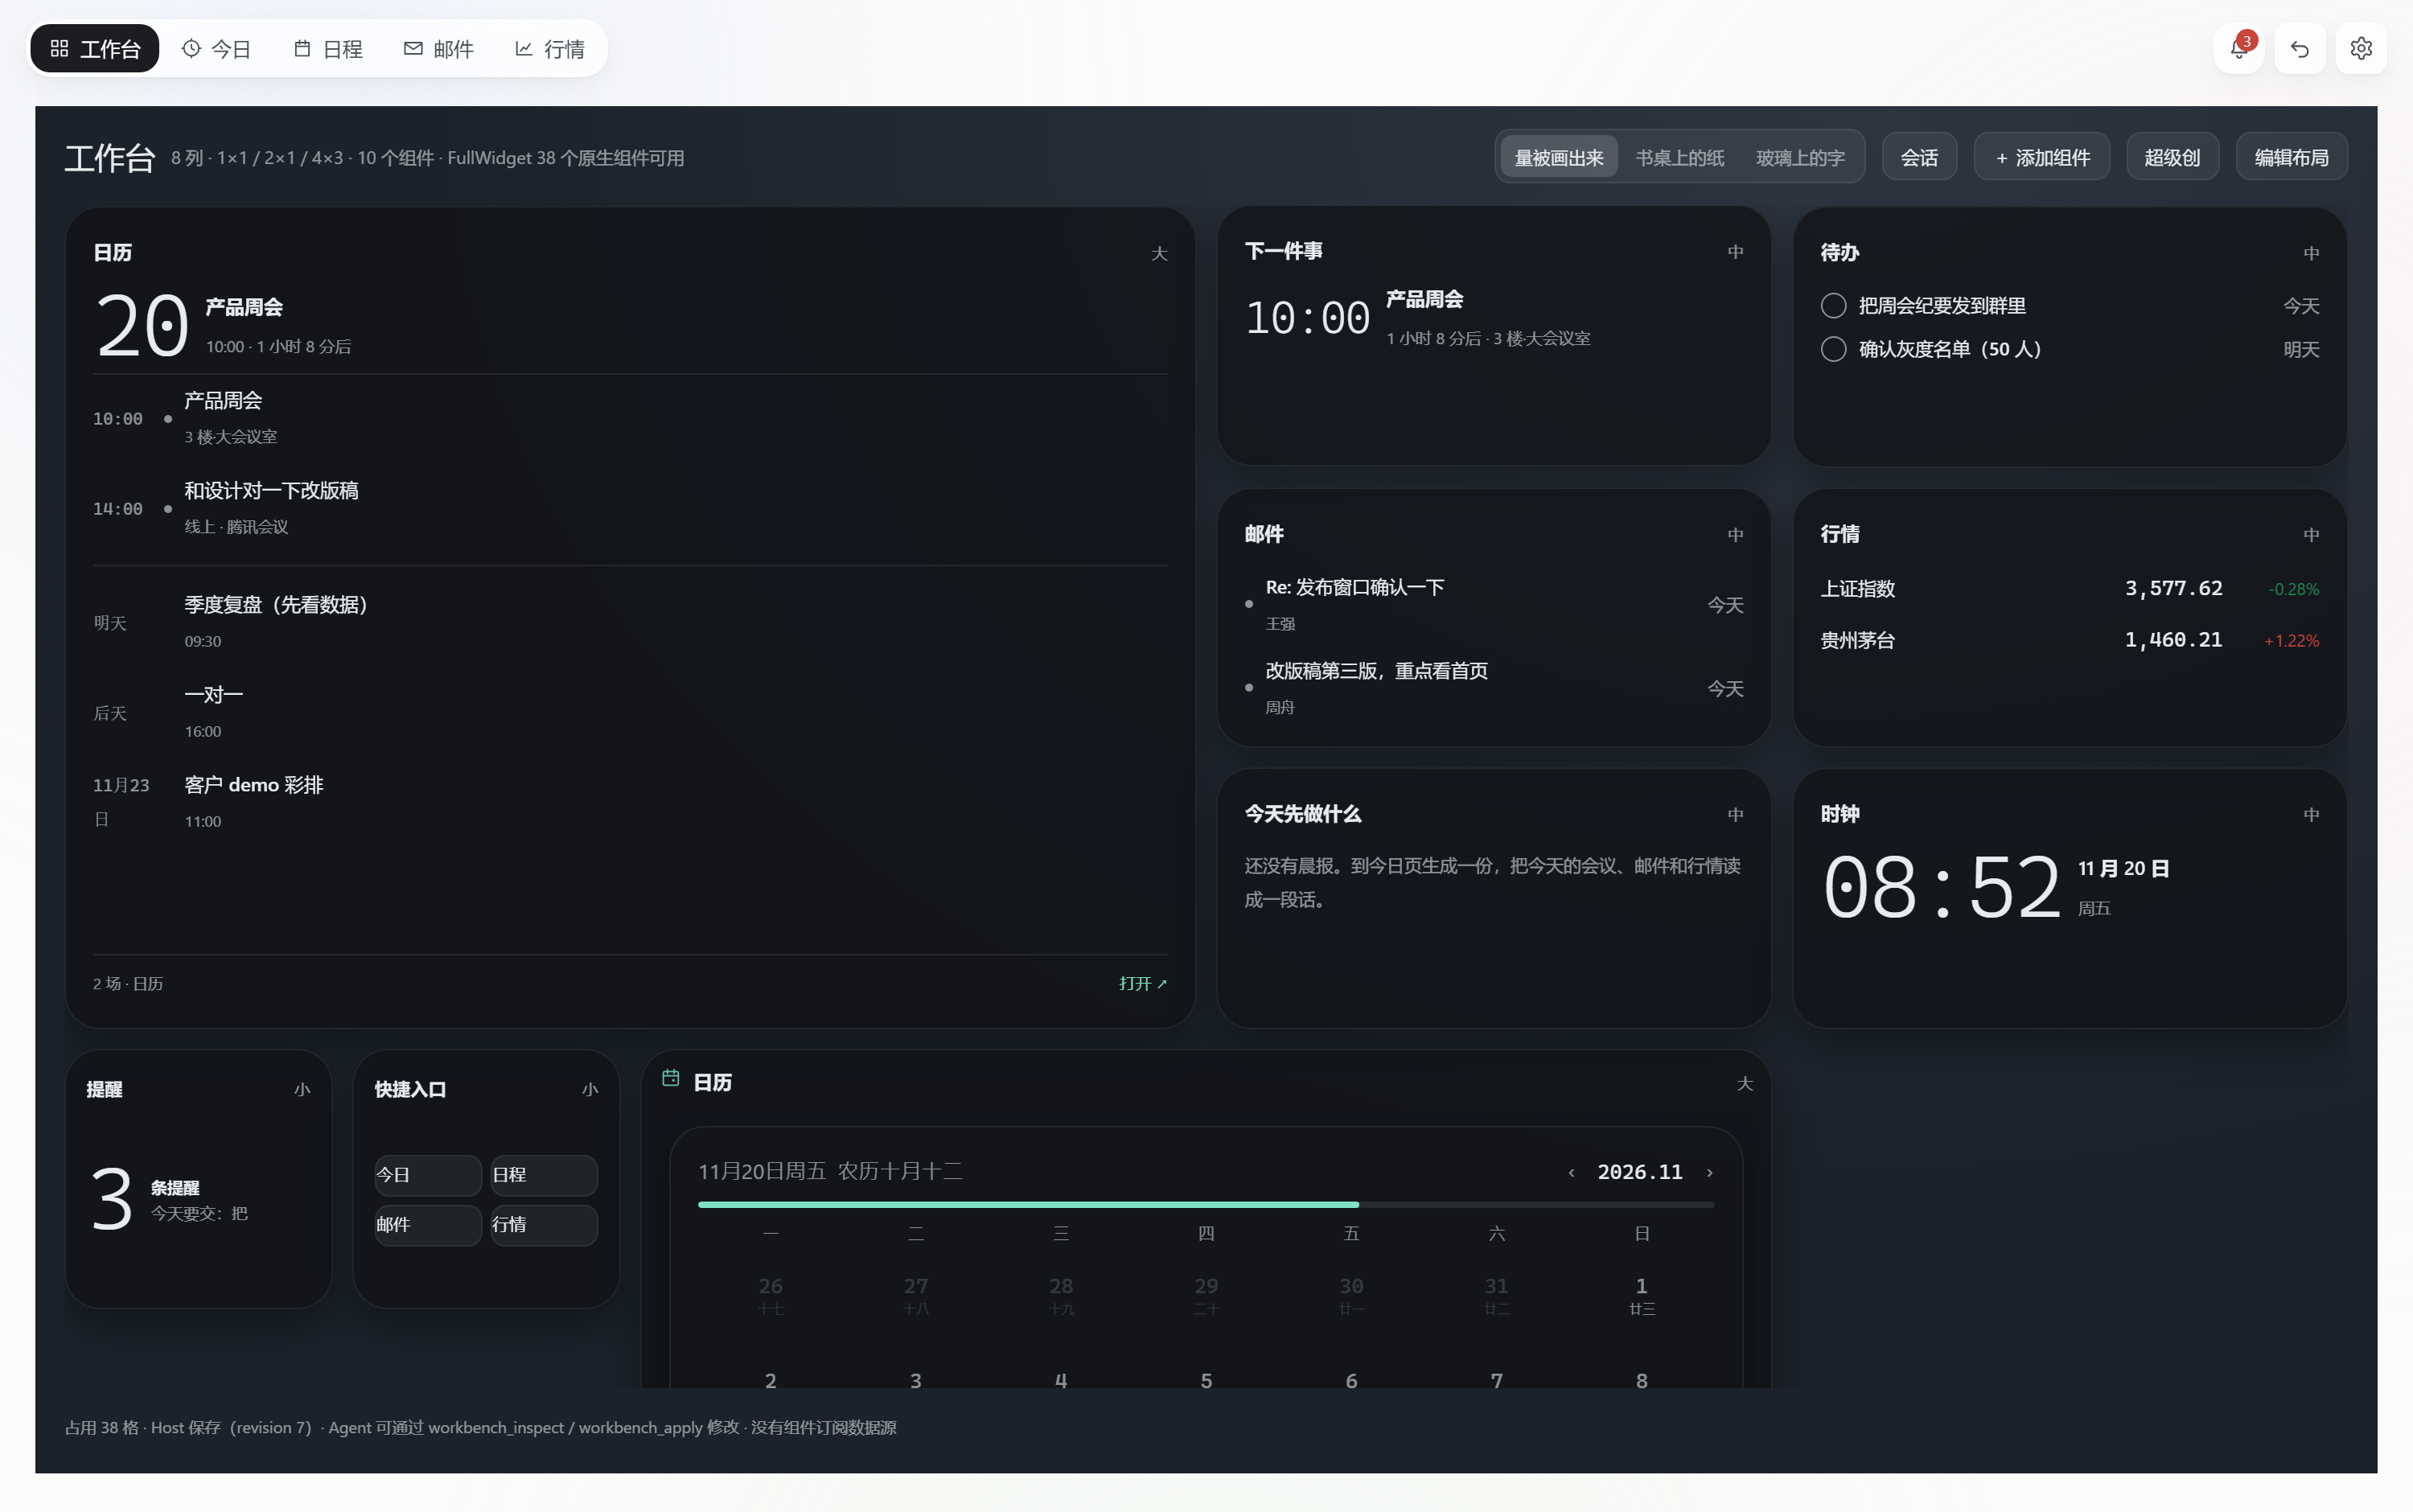 工作台
今日
日程
邮件
行情
3
工作台
8 列 · 1×1 / 2×1 / 4×3 · 10 个组件 · FullWidget 38 个原生组件可用
量被画出来
书桌上的纸
玻璃上的字
会话
+ 添加组件
超级创
编辑布局
日历
大
20
产品周会
10:00 · 1 小时 8 分后
10:00
产品周会
3 楼·大会议室
14:00
和设计对一下改版稿
线上 · 腾讯会议
明天
季度复盘（先看数据）
09:30
后天
一对一
16:00
11月23
日
客户 demo 彩排
11:00
2 场 · 日历
打开 ↗
下一件事
中
10:00
产品周会
1 小时 8 分后 · 3 楼·大会议室
待办
中
把周会纪要发到群里
今天
确认灰度名单（50 人）
明天
邮件
中
Re: 发布窗口确认一下
王强
今天
改版稿第三版，重点看首页
周舟
今天
行情
中
上证指数
3,577.62
-0.28%
贵州茅台
1,460.21
+1.22%
今天先做什么
中
还没有晨报。到今日页生成一份，把今天的会议、邮件和行情读
成一段话。
时钟
中
08:52
11 月 20 日
周五
提醒
小
3
条提醒
今天要交：把
快捷入口
小
今日
日程
邮件
行情
日历
大
11月20日周五 农历十月十二
‹ 2026.11 ›
一 二 三 四 五 六 日
26 27 28 29 30 31 1
十七 十八 十九 二十 廿一 廿二 廿三
2 3 4 5 6 7 8
占用 38 格 · Host 保存（revision 7）· Agent 可通过 workbench_inspect / workbench_apply 修改 · 没有组件订阅数据源